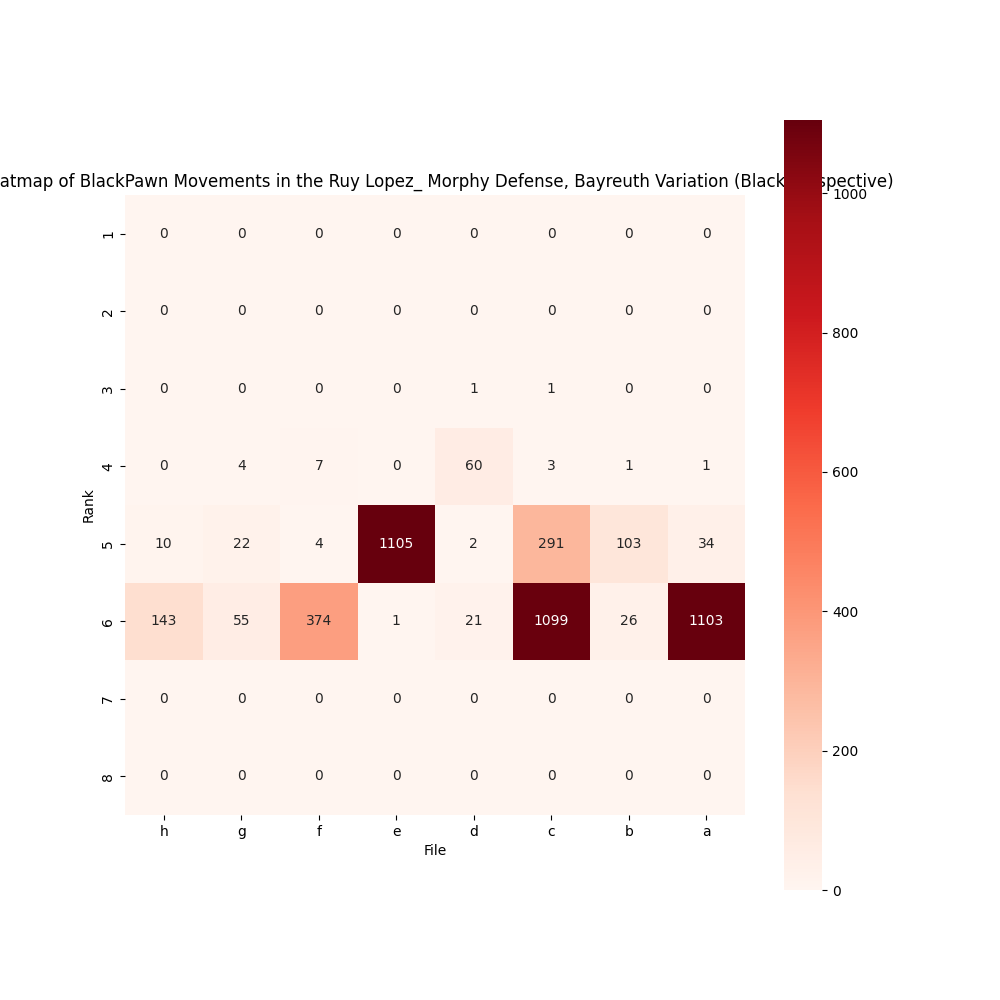 atmap of BlackPawn Movements in the Ruy Lopez_ Morphy Defense, Bayreuth Variation (Black spective)
1000
800
600
400
200
0
Rank
1 0 0 0 0 0 0 0 0
2 0 0 0 0 0 0 0 0
3 0 0 0 0 1 1 0 0
4 0 4 7 0 60 3 1 1
5 10 22 4 1105 2 291 103 34
6 143 55 374 1 21 1099 26 1103
7 0 0 0 0 0 0 0 0
8 0 0 0 0 0 0 0 0
h g f e d c b a
File